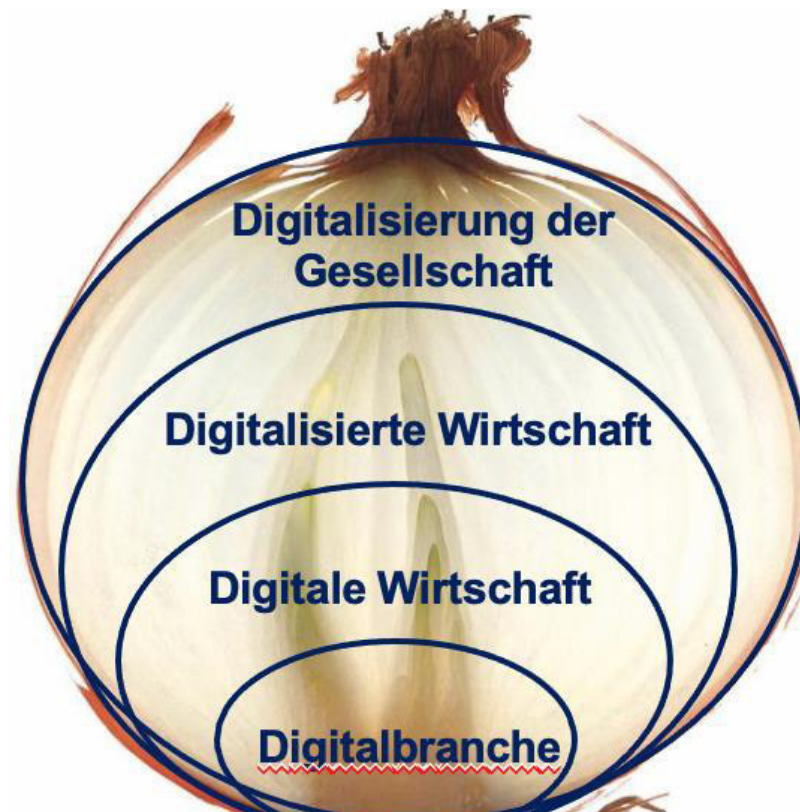 Digitalisierung der
Gesellschaft
Digitalisierte Wirtschaft
Digitale Wirtschaft
Digitalbranche